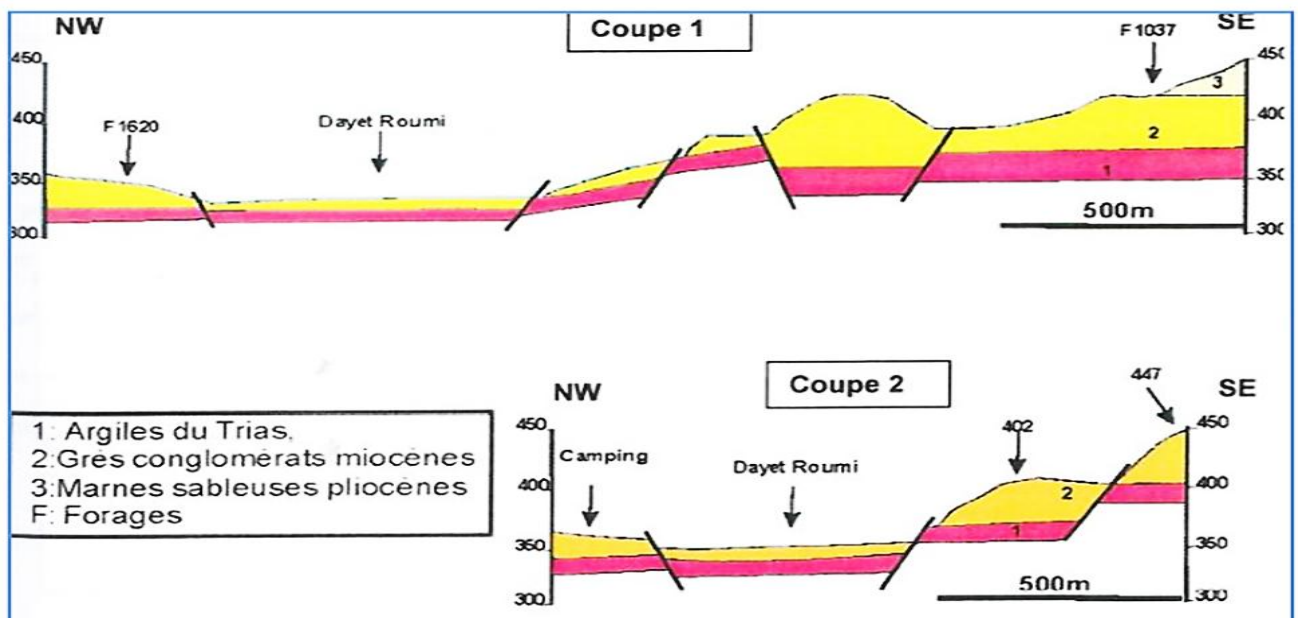 NW
Coupe 1
SE
F1037
450
400
350
300
F1620
Dayet Roumi
3
2
1
500m
450
400
350
300
NW
Coupe 2
SE
447
402
Camping
Dayet Roumi
450
400
350
300
2
1
500m
450
400
350
300
1: Argiles du Trias,
2:Grès conglomérats miocènes
3:Marnes sableuses pliocènes
F: Forages